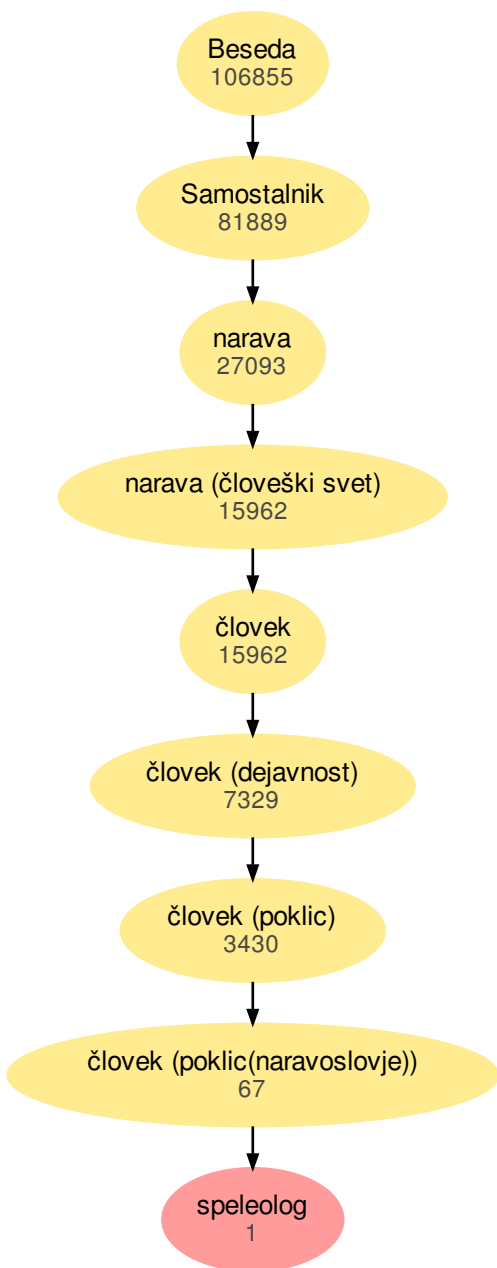 Beseda
106855
Samostalnik
81889
narava
27093
narava (človeški svet)
15962
človek
15962
človek (dejavnost)
7329
človek (poklic)
3430
človek (poklic(naravoslovje))
67
speleolog
1